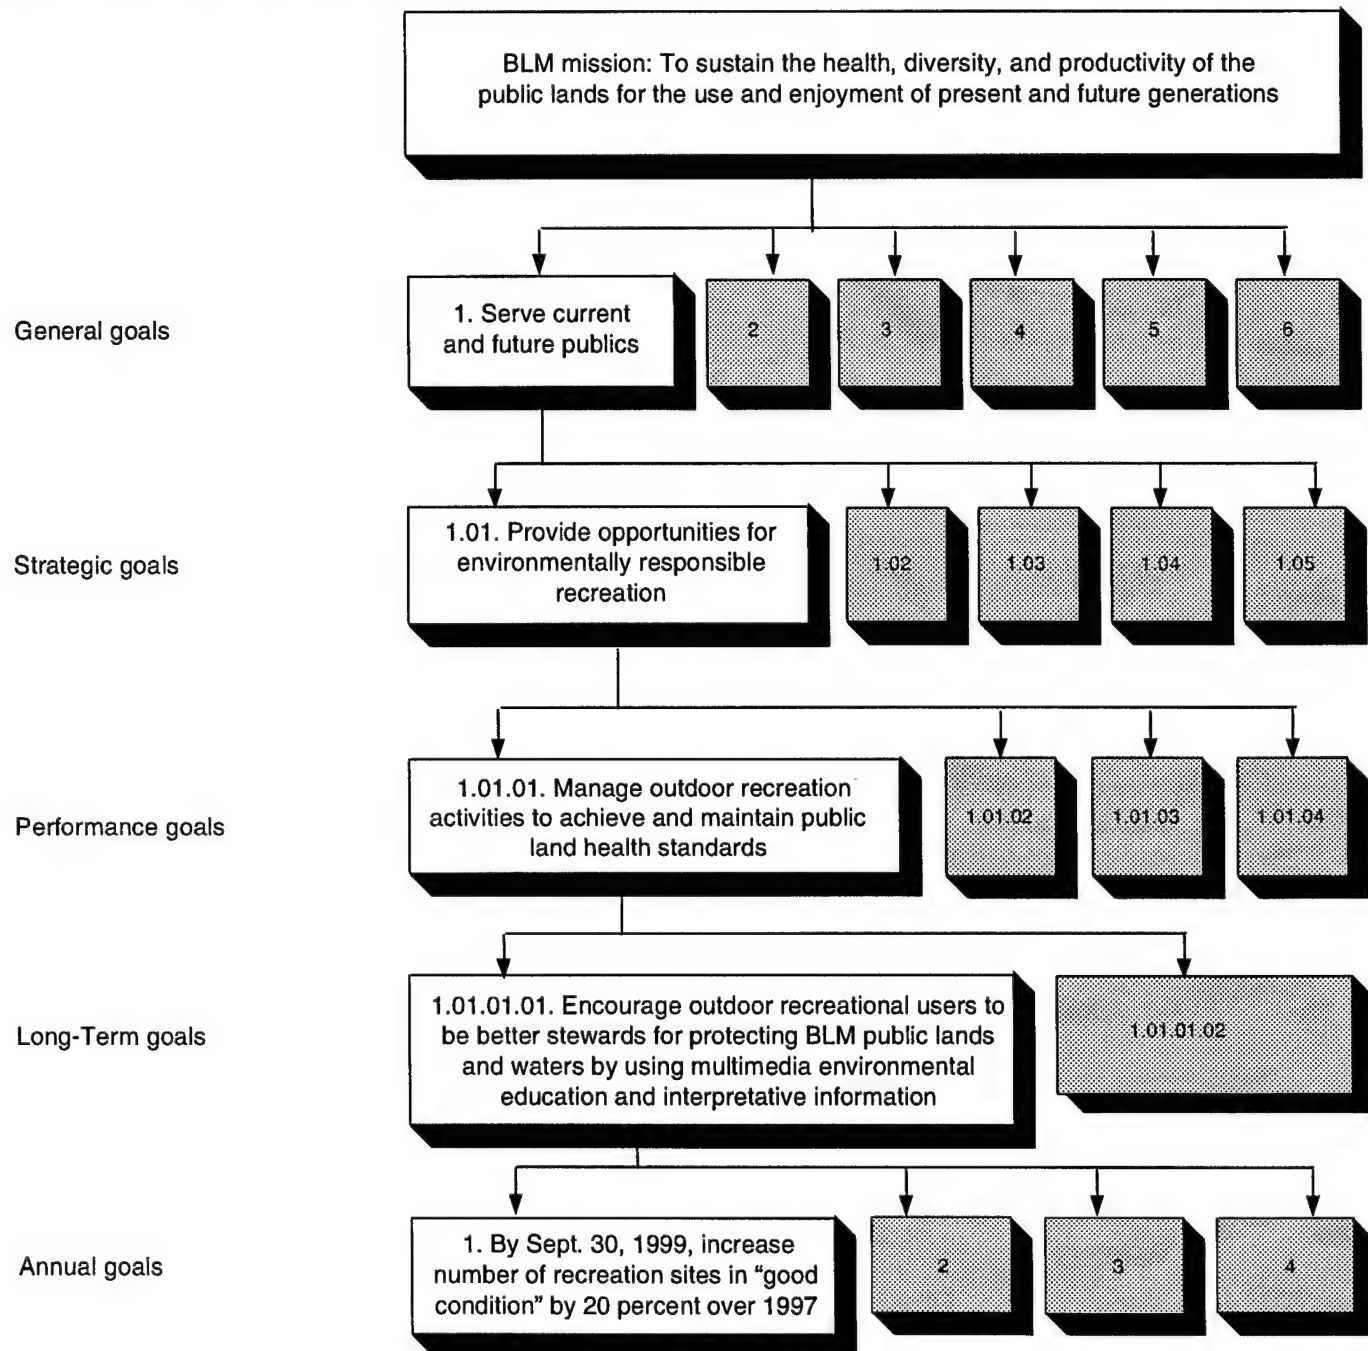 BLM mission: To sustain the health, diversity, and productivity of the
public lands for the use and enjoyment of present and future generations
General goals
1. Serve current
and future publics
2
3
4
5
6
Strategic goals
1.01. Provide opportunities for
environmentally responsible
recreation
1.02
1.03
1.04
1.05
Performance goals
1.01.01. Manage outdoor recreation
activities to achieve and maintain public
land health standards
1.01.02
1.01.03
1.01.04
Long-Term goals
1.01.01.01. Encourage outdoor recreational users to
be better stewards for protecting BLM public lands
and waters by using multimedia environmental
education and interpretative information
1.01.01.02
Annual goals
1. By Sept. 30, 1999, increase
number of recreation sites in “good
condition” by 20 percent over 1997
2
3
4